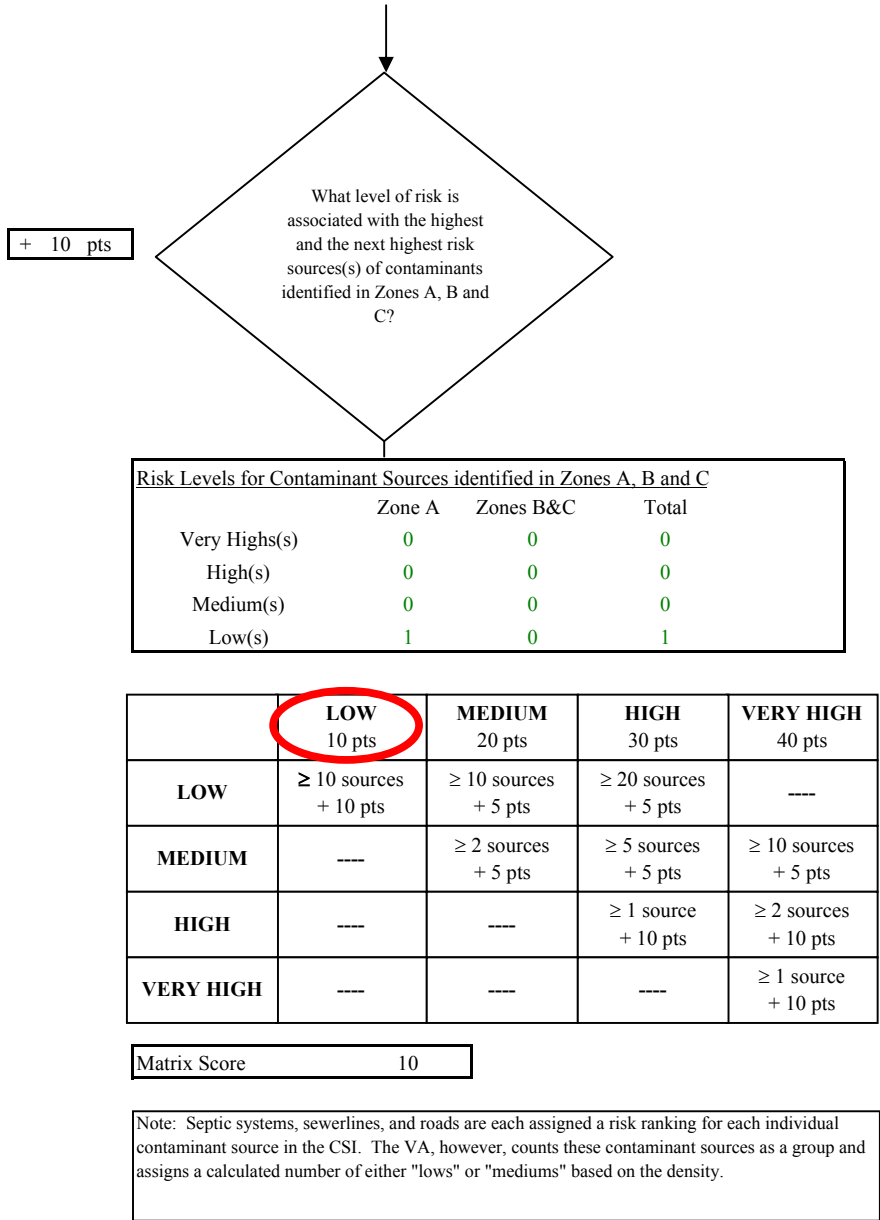 What level of risk is
associated with the highest
and the next highest risk
sources(s) of contaminants
identified in Zones A, B and
C?
+ 10 pts
Risk Levels for Contaminant Sources identified in Zones A, B and C
Zone A Zones B&C Total
Very Highs(s) 0 0 0
High(s) 0 0 0
Medium(s) 0 0 0
Low(s) 1 0 1
LOW MEDIUM HIGH VERY HIGH
10 pts 20 pts 30 pts 40 pts
LOW ≥ 10 sources ≥ 10 sources ≥ 20 sources ----
+ 10 pts + 5 pts + 5 pts
MEDIUM ---- ≥ 2 sources ≥ 5 sources ≥ 10 sources
+ 5 pts + 5 pts + 5 pts
HIGH ---- ---- ≥ 1 source ≥ 2 sources
+ 10 pts + 10 pts
VERY HIGH ---- ---- ---- ≥ 1 source
+ 10 pts
Matrix Score 10
Note: Septic systems, sewerlines, and roads are each assigned a risk ranking for each individual
contaminant source in the CSI. The VA, however, counts these contaminant sources as a group and
assigns a calculated number of either "lows" or "mediums" based on the density.